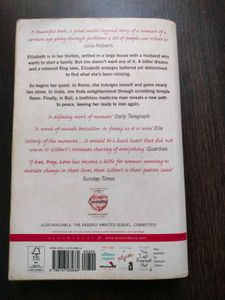 A beautiful book, a great multi-layered story of a woman of a
certain age going through problems a lot of people can relate to
Julia Roberts
Elizabeth is in her thirties, settled in a large house with a husband who
wants to start a family. But she doesn't want any of it. A bitter divorce
and a rebound fling later, Elizabeth emerges battered yet determined
to find what she's been missing.
So begins her quest. In Rome, she indulges herself and gains nearly
two stone. In India, she finds enlightenment through scrubbing temple
floors. Finally, in Bali, a toothless medicine man reveals a new path
to peace, leaving her ready to love again.
A defining work of memoir Daily Telegraph
A word-of-mouth bestseller. As funny as it is wise Elle
of the memoir ... it would be a hard heart that did not
in Gilbert's intimate sharing of everything Guardian
Eat, Pray, Love has become a bible for women wanting to
initiate change in their lives, then Gilbert is their patron saint
Sunday Times
ALSO AVAILABLE, THE EAGERLY AWAITED SEQUEL, COMMITTED
BLOOMSBURY
www.bloomsbury.com
FSC